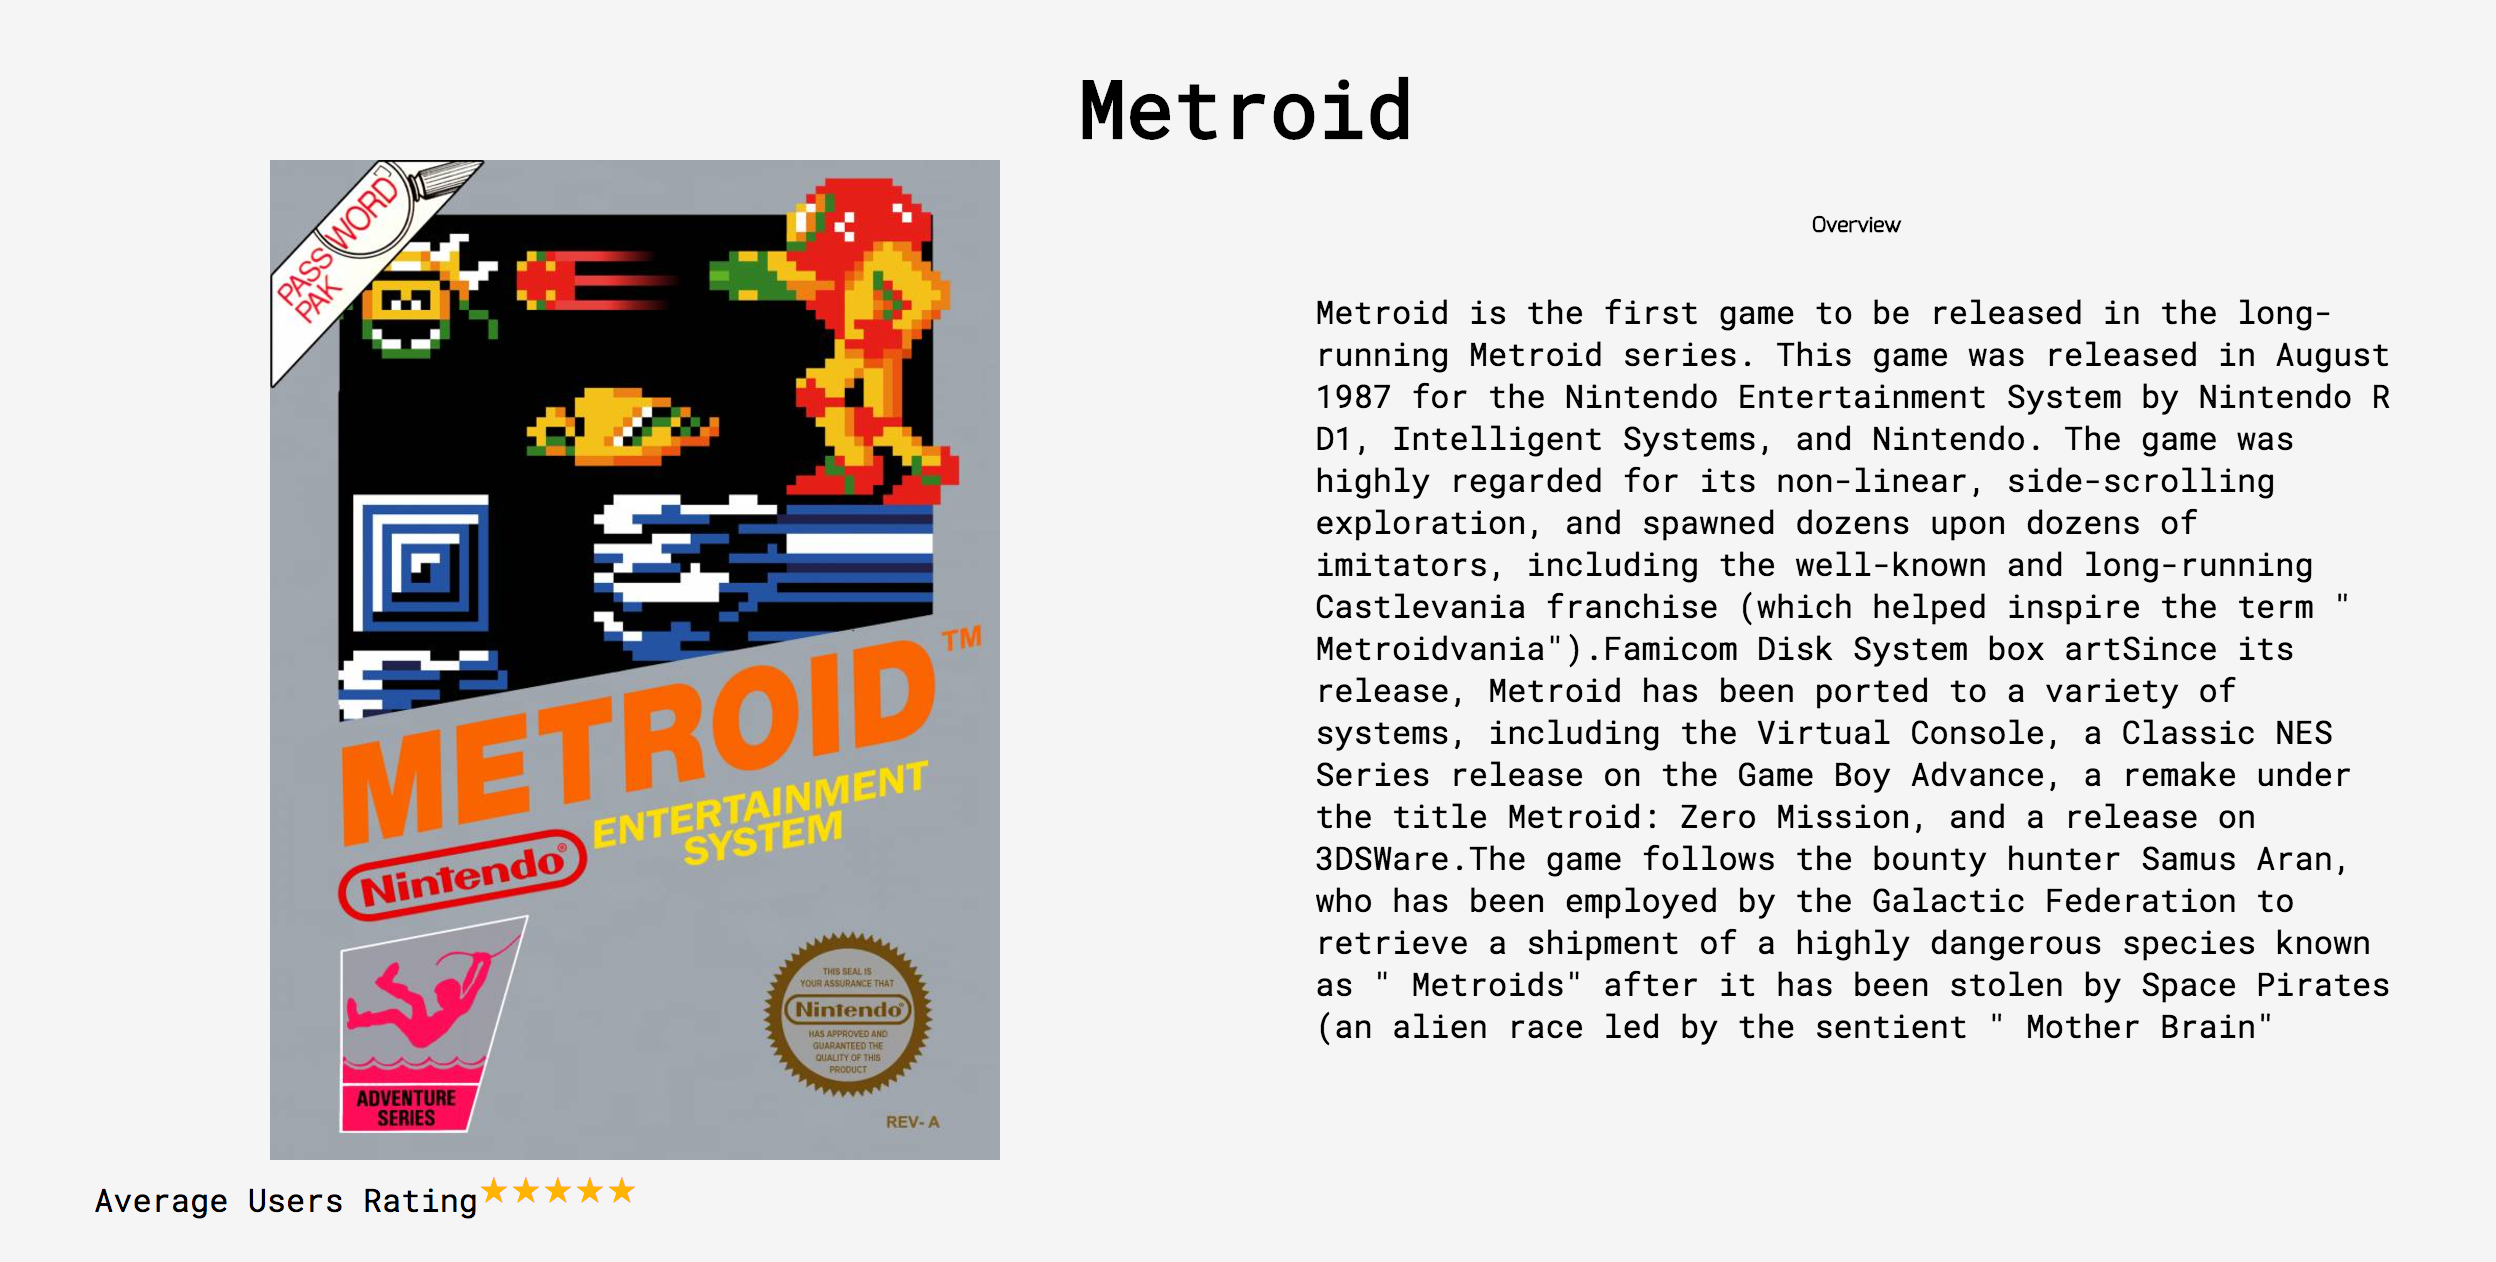 Metroid
PASS WORD
PAK
METROID™
ENTERTAINMENT
SYSTEM
Nintendo®
ADVENTURE
SERIES
THIS SEAL IS
YOUR ASSURANCE THAT
Nintendo®
HAS APPROVED AND
GUARANTEED THE
QUALITY OF THIS
PRODUCT
REV-A
Average Users Rating
Overview
Metroid is the first game to be released in the long-
running Metroid series. This game was released in August
1987 for the Nintendo Entertainment System by Nintendo R
D1, Intelligent Systems, and Nintendo. The game was
highly regarded for its non-linear, side-scrolling
exploration, and spawned dozens upon dozens of
imitators, including the well-known and long-running
Castlevania franchise (which helped inspire the term "
Metroidvania").Famicom Disk System box artSince its
release, Metroid has been ported to a variety of
systems, including the Virtual Console, a Classic NES
Series release on the Game Boy Advance, a remake under
the title Metroid: Zero Mission, and a release on
3DSWare.The game follows the bounty hunter Samus Aran,
who has been employed by the Galactic Federation to
retrieve a shipment of a highly dangerous species known
as " Metroids" after it has been stolen by Space Pirates
(an alien race led by the sentient " Mother Brain"